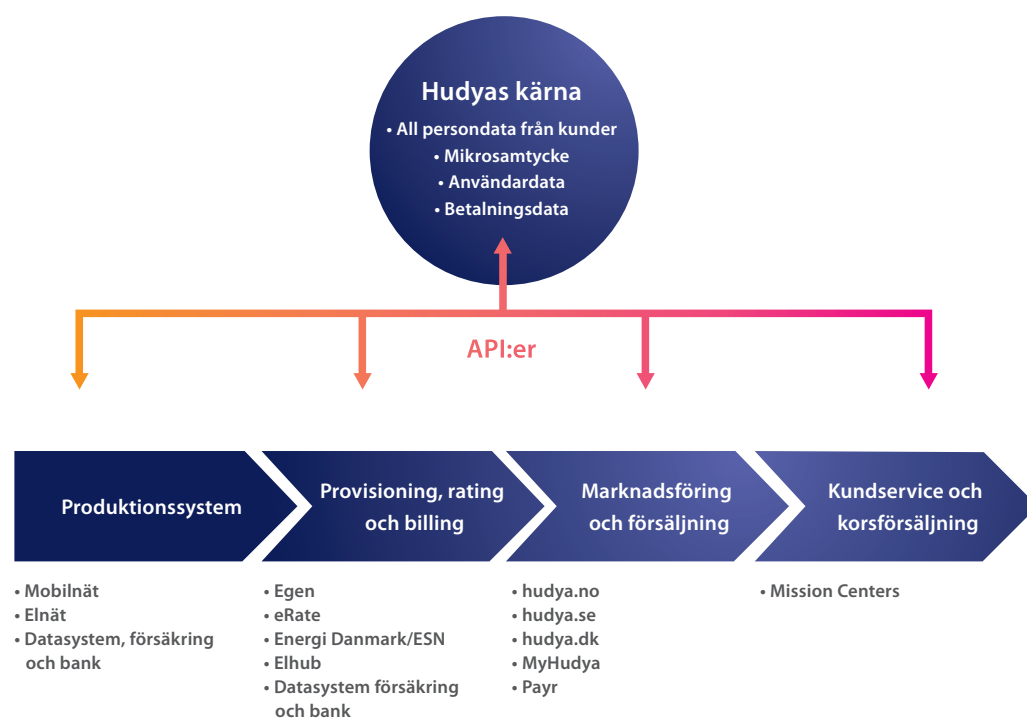 Hudyas kärna
• All persondata från kunder
• Mikrosamtycke
• Användardata
• Betalningsdata
API:er
Produktionssystem
Provisioning, rating
och billing
Marknadsföring
och försäljning
Kundservice och
korsförsäljning
• Mobilnät
• Elnät
• Datasystem, försäkring
och bank
• Egen
• eRate
• Energi Danmark/ESN
• Elhub
• Datasystem försäkring
och bank
• hudya.no
• hudya.se
• hudya.dk
• MyHudya
• Payr
• Mission Centers